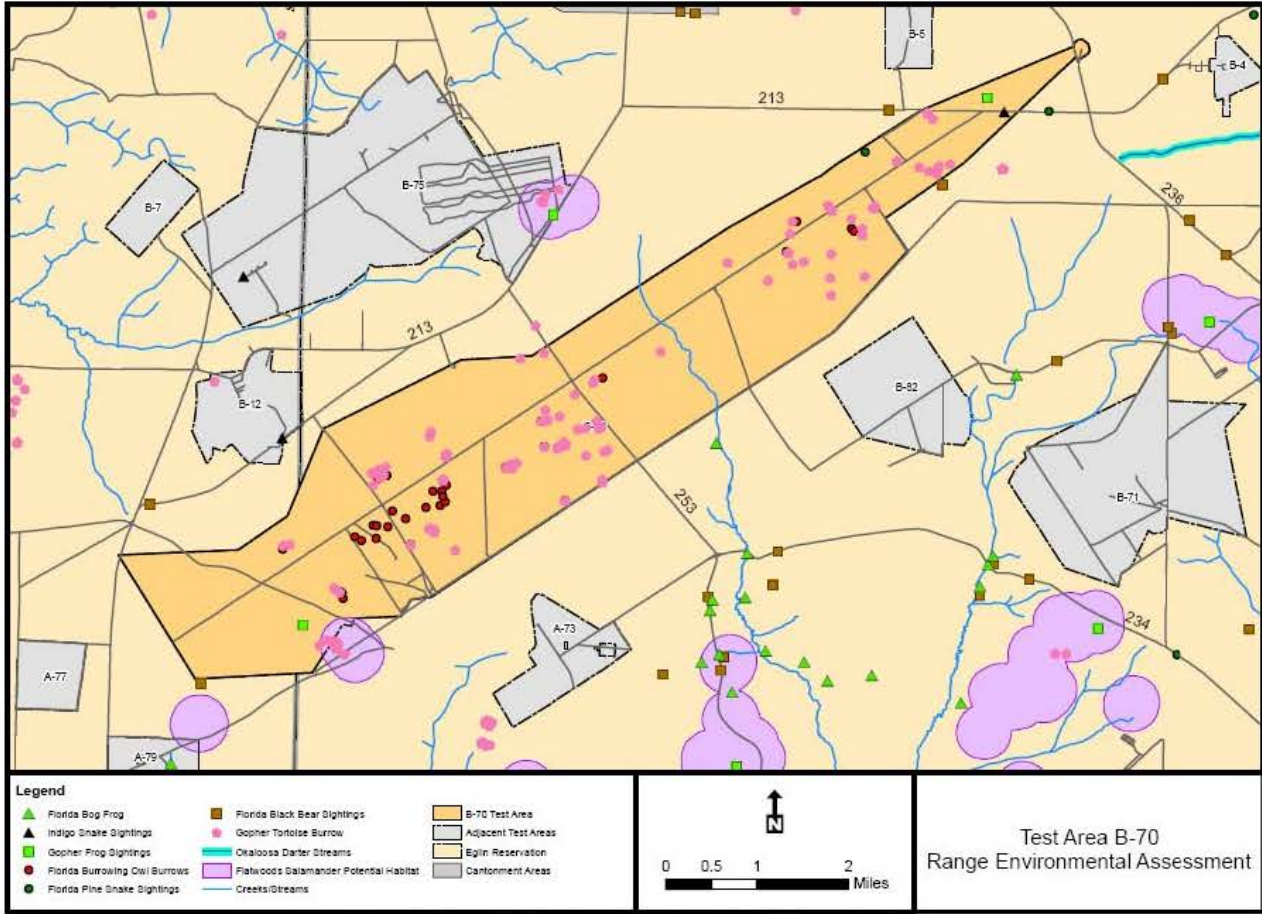 B-5
B-4
213
B-75
B-7
236
213
B-82
B-12
B-71
253
234
A-73
A-77
A-79
Legend
Florida Bog Frog
Indigo Snake Sightings
Gopher Frog Sightings
Florida Burrowing Owl Burrows
Florida Pine Snake Sightings
Florida Black Bear Sightings
Gopher Tortoise Burrow
Okaloosa Darter Streams
Flatwoods Salamander Potential Habitat
Creeks/Streams
B-70 Test Area
Adjacent Test Areas
Eglin Reservation
Cantonment Areas
N
0 0.5 1 2
Miles
Test Area B-70
Range Environmental Assessment